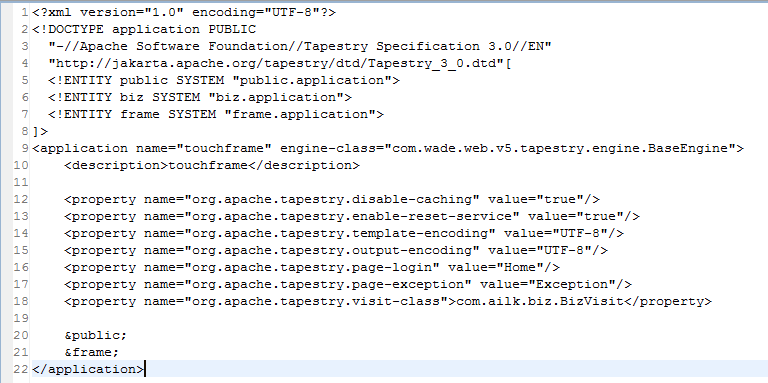 1 <?xml version="1.0" encoding="UTF-8"?>
2 <!DOCTYPE application PUBLIC
3   "-//Apache Software Foundation//Tapestry Specification 3.0//EN"
4   "http://jakarta.apache.org/tapestry/dtd/Tapestry_3_0.dtd"[
5   <!ENTITY public SYSTEM "public.application">
6   <!ENTITY biz SYSTEM "biz.application">
7   <!ENTITY frame SYSTEM "frame.application">
8 ]>
9 <application name="touchframe" engine-class="com.wade.web.v5.tapestry.engine.BaseEngine">
10     <description>touchframe</description>
11
12     <property name="org.apache.tapestry.disable-caching" value="true"/>
13     <property name="org.apache.tapestry.enable-reset-service" value="true"/>
14     <property name="org.apache.tapestry.template-encoding" value="UTF-8"/>
15     <property name="org.apache.tapestry.output-encoding" value="UTF-8"/>
16     <property name="org.apache.tapestry.page-login" value="Home"/>
17     <property name="org.apache.tapestry.page-exception" value="Exception"/>
18     <property name="org.apache.tapestry.visit-class">com.ailk.biz.BizVisit</property>
19
20     &public;
21     &frame;
22 </application>